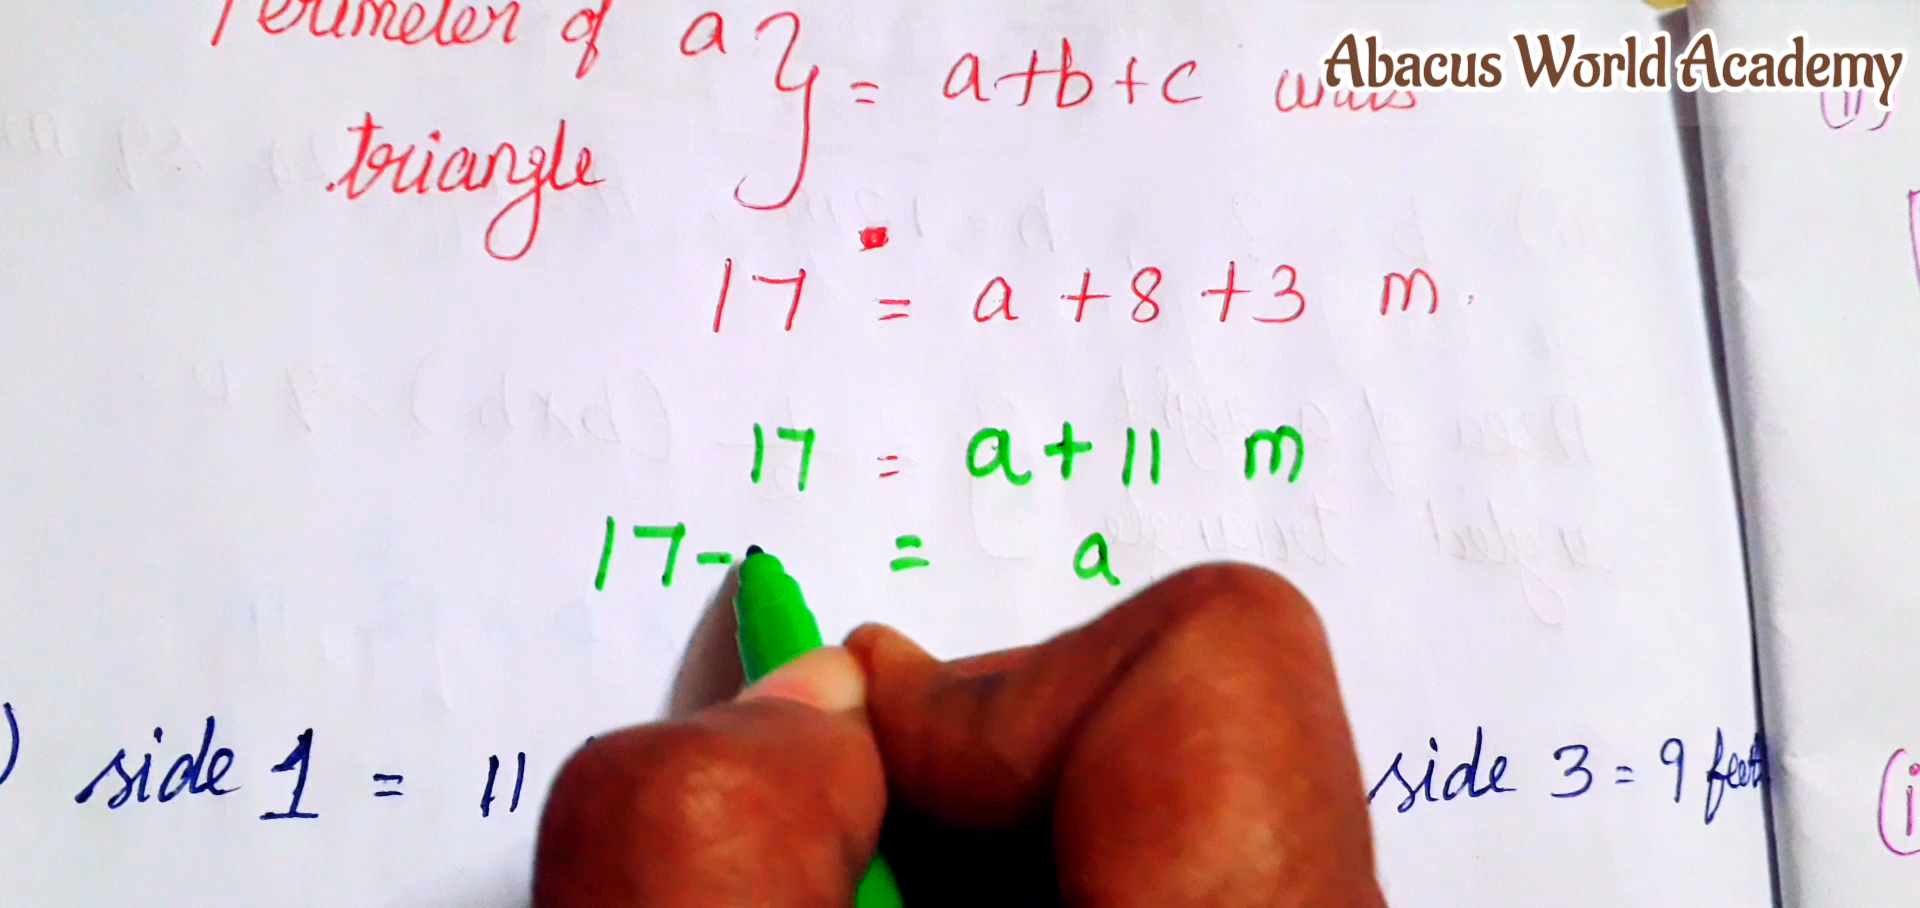 Perimeter of a
triangle } = a+b+c units
Abacus World Academy
17 = a + 8 + 3 m.
17 = a + 11 m
17 - = a
) side 1 = 11 side 3 = 9 feet